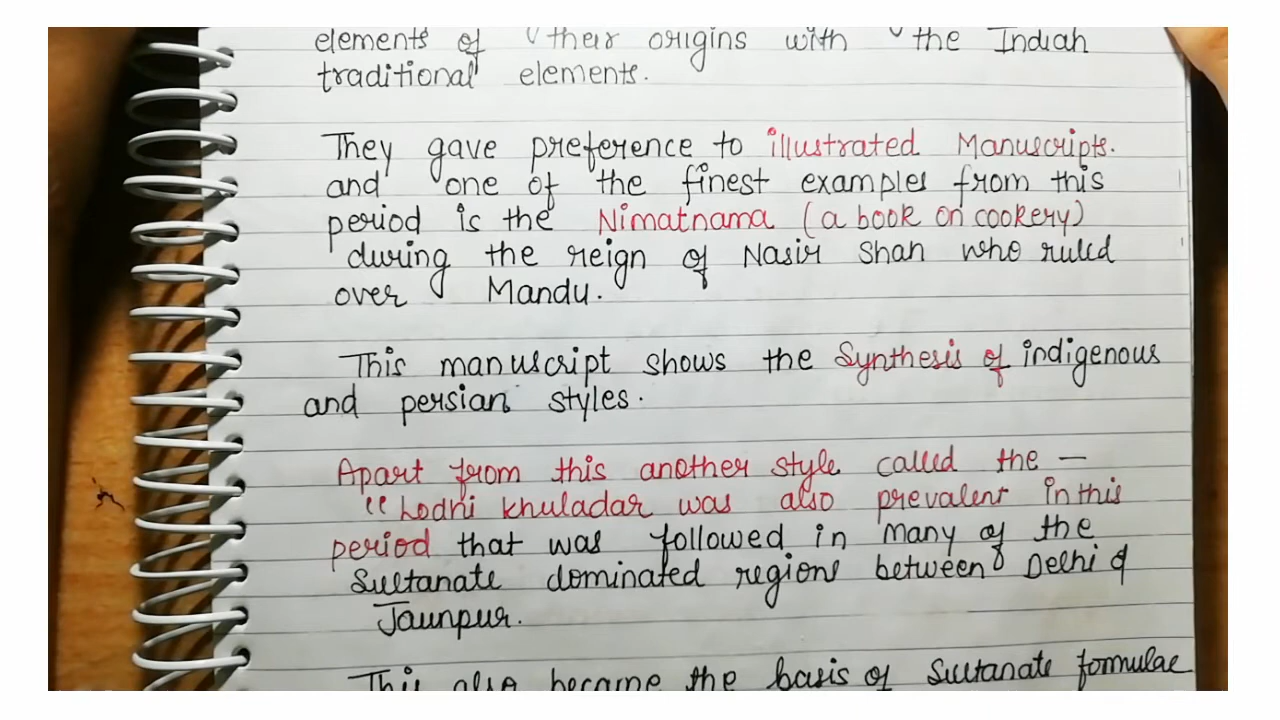 elements of their origins with the Indian
traditional elements.
They gave preference to illustrated Manuscripts.
and one of the finest examples from this
period is the Nimatnama (a book on cookery)
during the reign of Nasir Shah who ruled
over Mandu.
This manuscript shows the Synthesis of indigenous
and persian styles.
Apart from this another style called the –
"Lodhi khuladar was also prevalent in this
period that was followed in many of the
Sultanate dominated regions between Delhi &
Jaunpur.
This also became the basis of Sultanate formulae